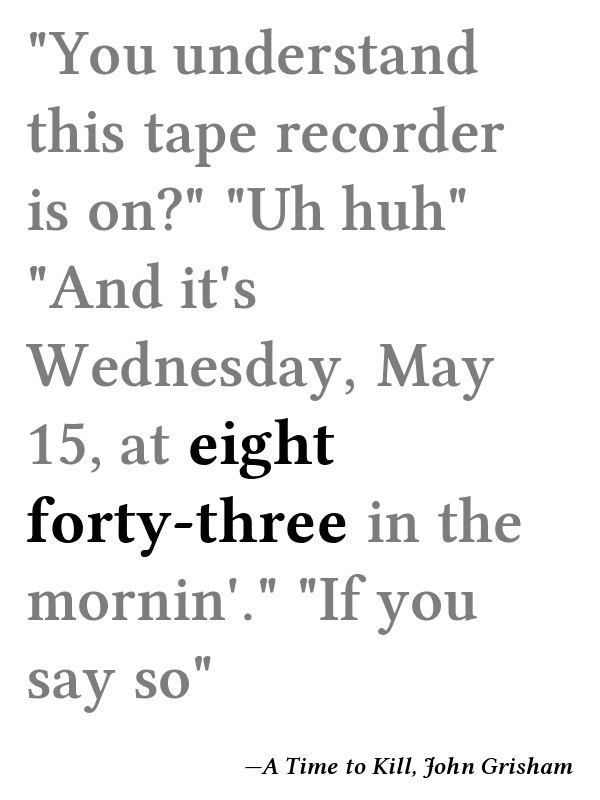 "You understand
this tape recorder
is on?" "Uh huh"
"And it's
Wednesday, May
15, at eight
forty-three in the
mornin'." "If you
say so"
—A Time to Kill, John Grisham